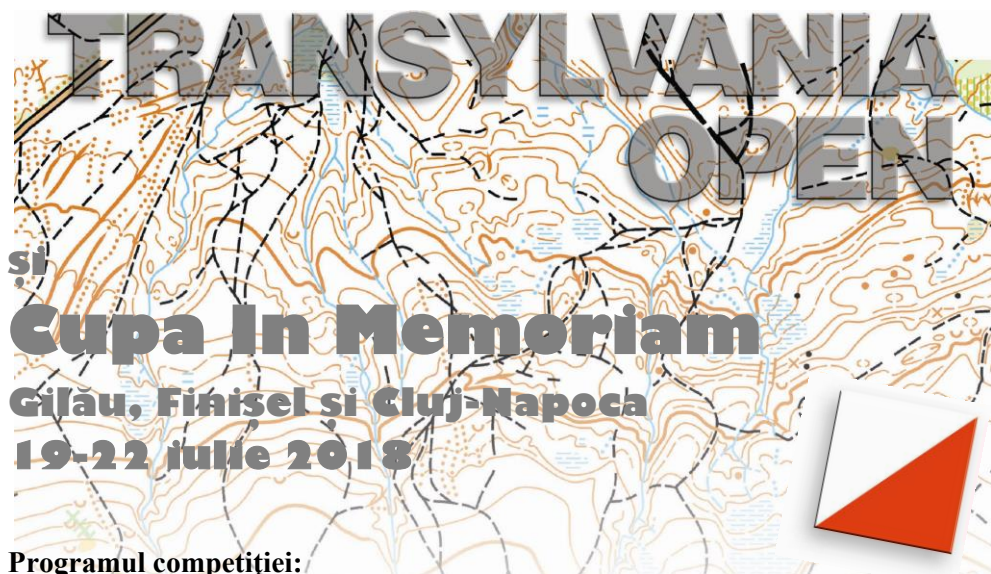 TRANSYLVANIA
OPEN
și
Cupa In Memoriam
Gilău, Finișel și Cluj-Napoca
19-22 iulie 2018
Programul competiției: